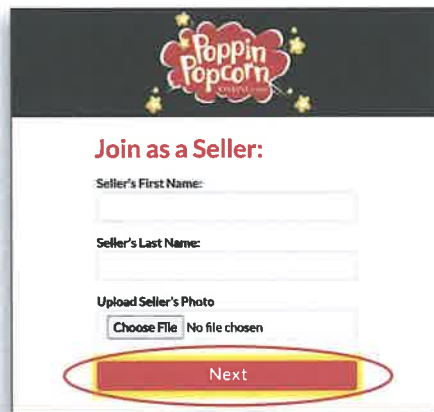 Poppin
Popcorn
Join as a Seller:
Seller's First Name:
Seller's Last Name:
Upload Seller's Photo
Choose File No file chosen
Next